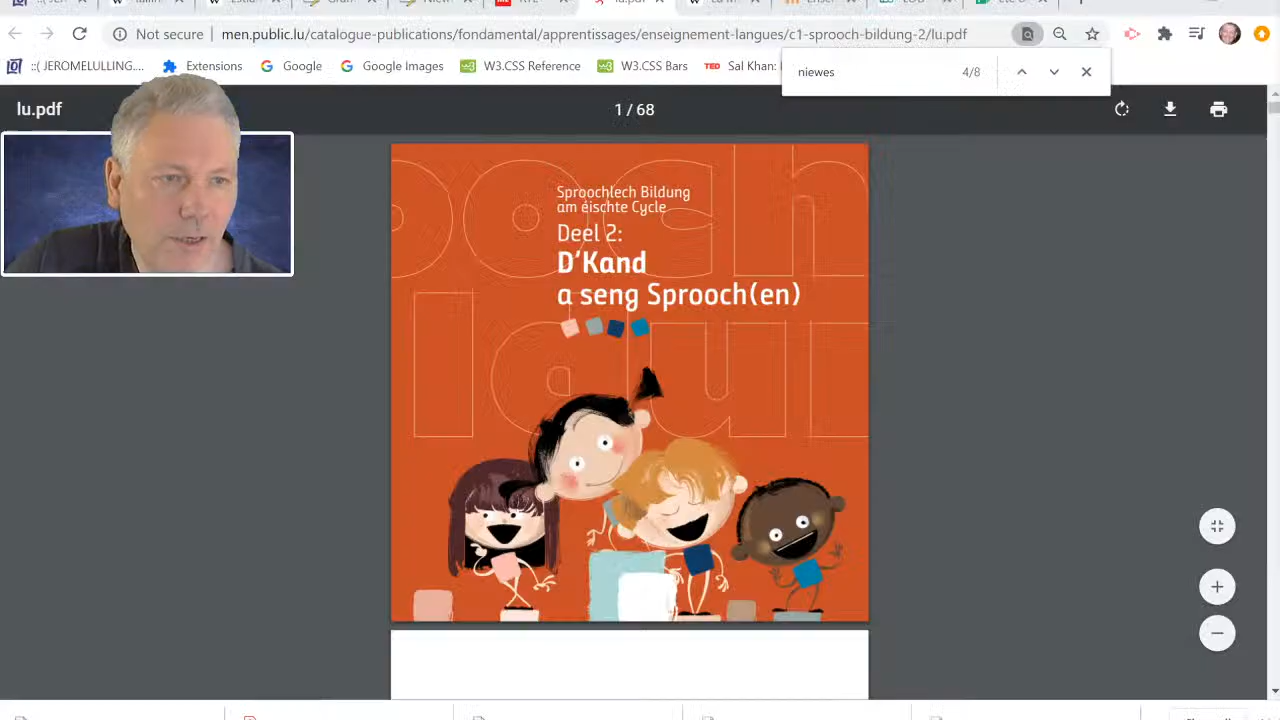 Not secure
men.public.lu/catalogue-publications/fondamental/apprentissages/enseignement-langues/c1-sprooch-bildung-2/lu.pdf
::( JEROMELULLING....
Extensions
Google
Google Images
W3.CSS Reference
W3.CSS Bars
TED
Sal Khan:
niewes
4/8
lu.pdf
1 / 68
Sproochlech Bildung
am éischte Cycle
Deel 2:
D'Kand
a seng Sprooch(en)